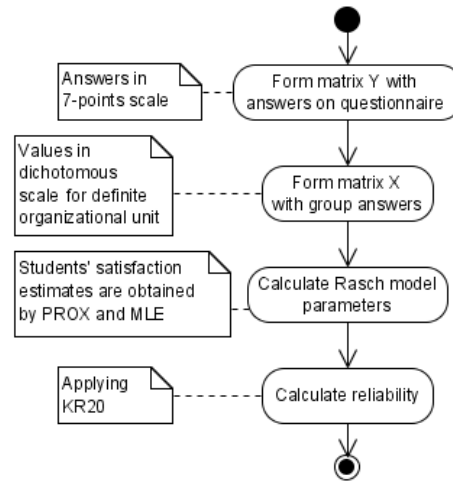 Answers in
7-points scale
Form matrix Y with
answers on questionnaire
Values in
dichotomous
scale for definite
organizational unit
Form matrix X
with group answers
Students' satisfaction
estimates are obtained
by PROX and MLE
Calculate Rasch model
parameters
Applying
KR20
Calculate reliability